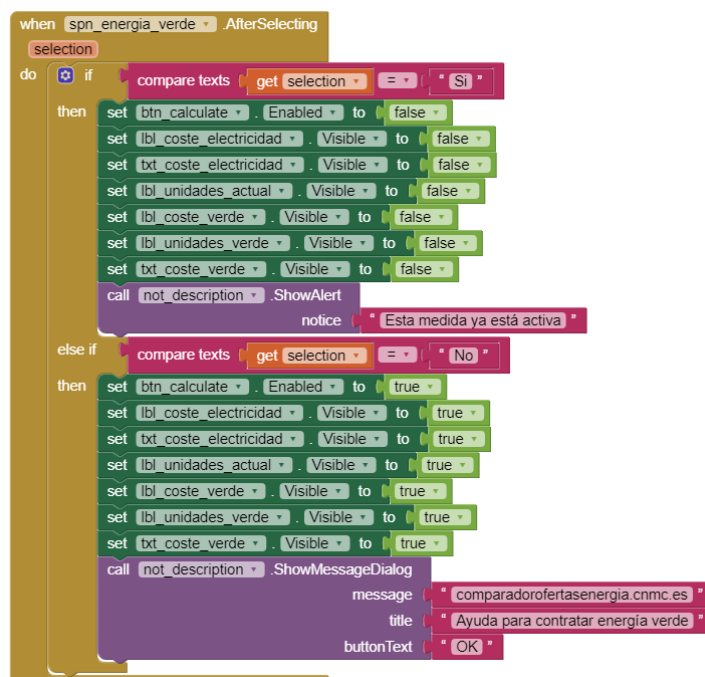 when spn_energia_verde .AfterSelecting
selection
do if compare texts get selection = " Si "
then set btn_calculate . Enabled to false
set lbl_coste_electricidad . Visible to false
set txt_coste_electricidad . Visible to false
set lbl_unidades_actual . Visible to false
set lbl_coste_verde . Visible to false
set lbl_unidades_verde . Visible to false
set txt_coste_verde . Visible to false
call not_description .ShowAlert
notice " Esta medida ya está activa "
else if compare texts get selection = " No "
then set btn_calculate . Enabled to true
set lbl_coste_electricidad . Visible to true
set txt_coste_electricidad . Visible to true
set lbl_unidades_actual . Visible to true
set lbl_coste_verde . Visible to true
set lbl_unidades_verde . Visible to true
set txt_coste_verde . Visible to true
call not_description .ShowMessageDialog
message " comparadorofertasenergia.cnmc.es "
title " Ayuda para contratar energía verde "
buttonText " OK "